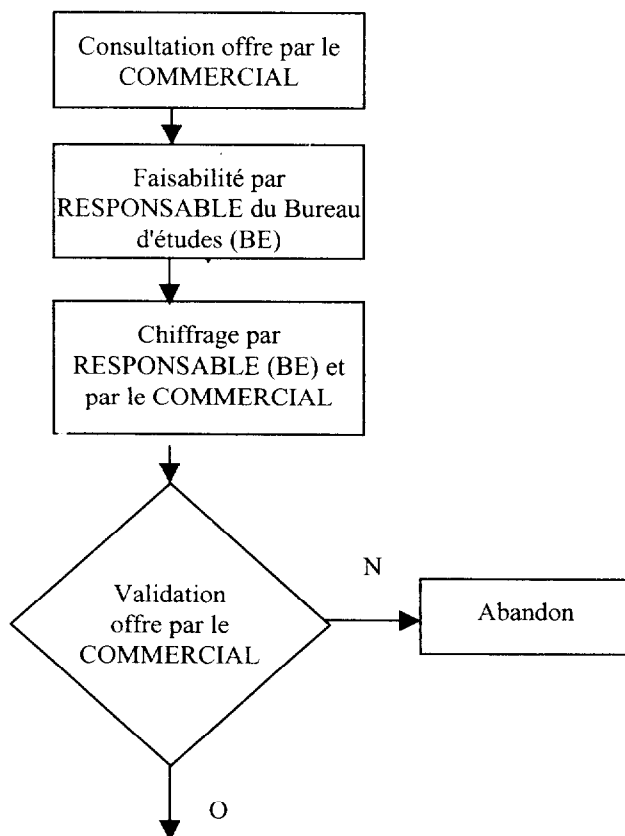 Consultation offre par le
COMMERCIAL
Faisabilité par
RESPONSABLE du Bureau
d'études (BE)
Chiffrage par
RESPONSABLE (BE) et
par le COMMERCIAL
Validation
offre par le
COMMERCIAL
N
Abandon
O